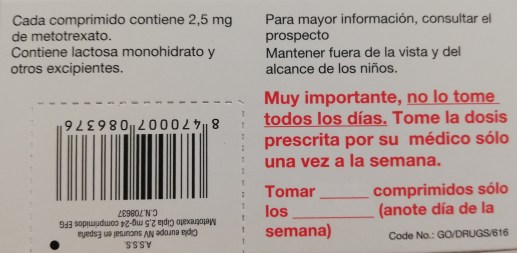 Cada comprimido contiene 2,5 mg
de metotrexato.
Contiene lactosa monohidrato y
otros excipientes.
A.S.S.S.
Cipla europe NV sucursal en España
Metotrexato Cipla 2,5 mg-24 comprimidos EFG
C.N.708637
8 470007 086376
Para mayor información, consultar el
prospecto
Mantener fuera de la vista y del
alcance de los niños.
Muy importante, no lo tome
todos los días. Tome la dosis
prescrita por su médico sólo
una vez a la semana.
Tomar ______ comprimidos sólo
los __________ (anote día de la
semana)
Code No.: GO/DRUGS/616